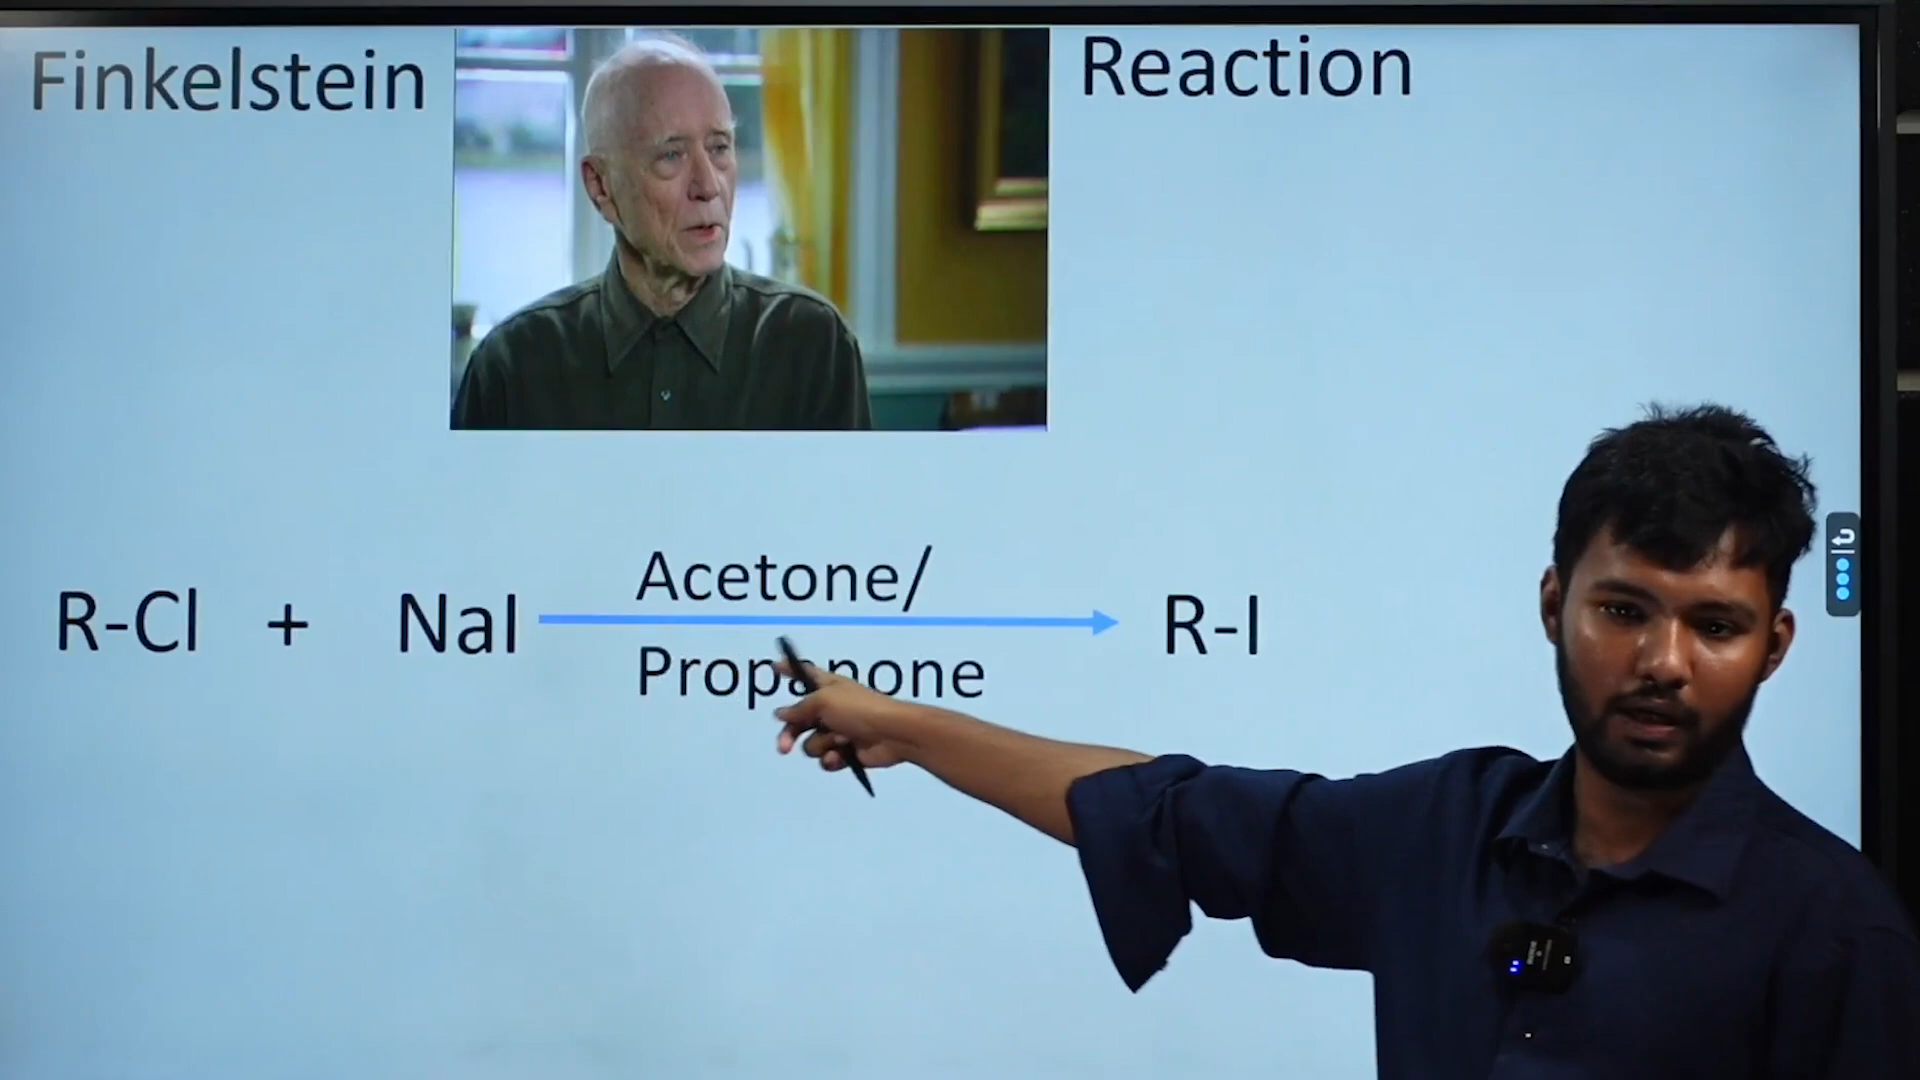 Finkelstein Reaction
Acetone/
R-Cl + NaI R-I
Propanone